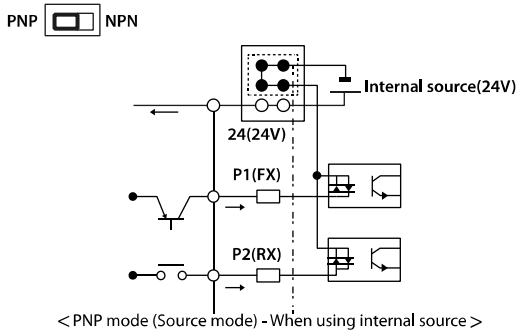 PNP NPN
Internal source(24V)
24(24V)
P1(FX)
P2(RX)
< PNP mode (Source mode) - When using internal source >